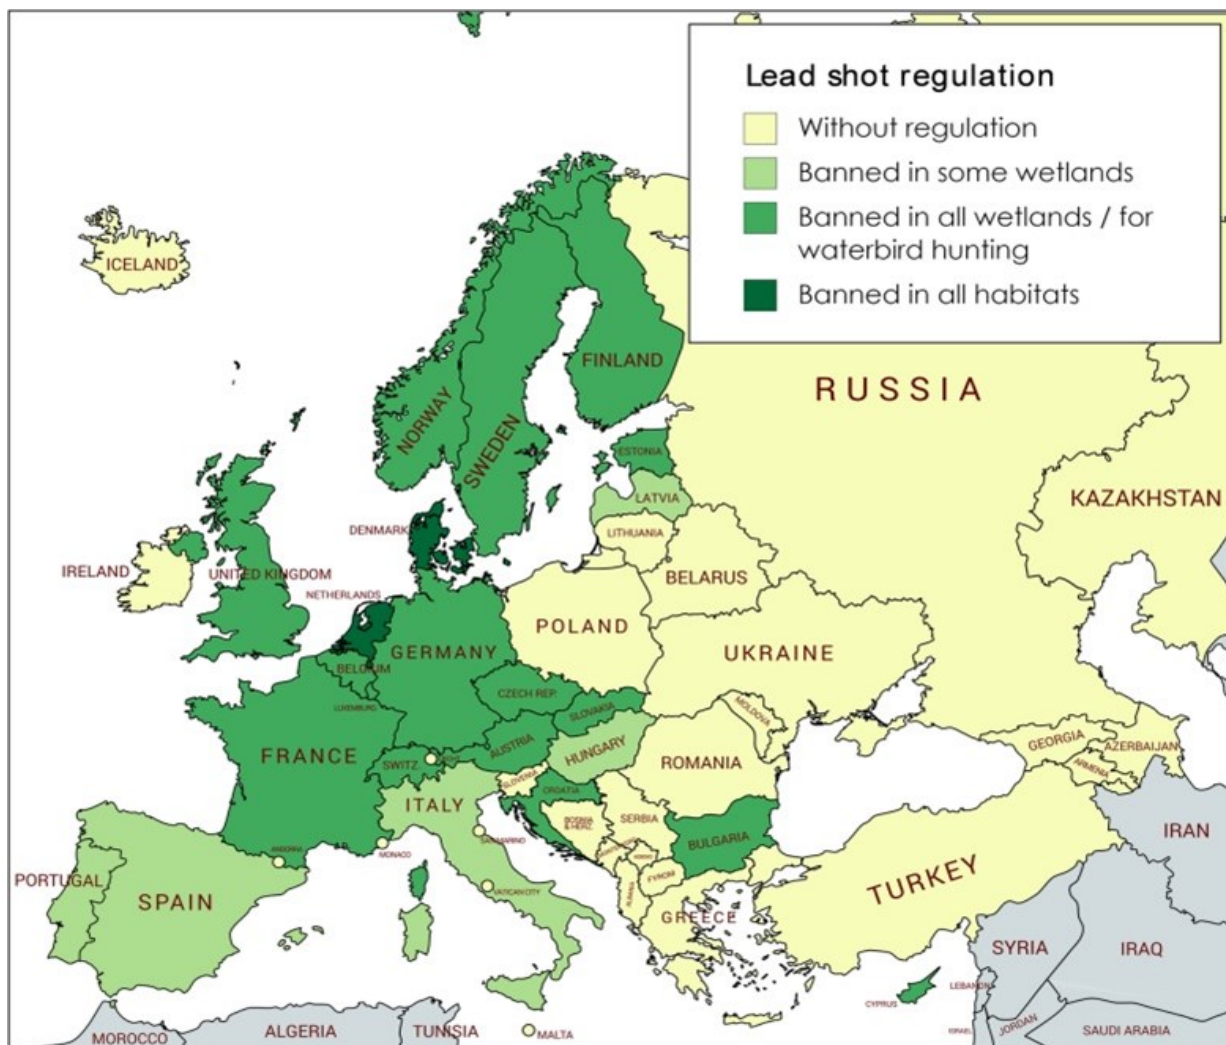 Lead shot regulation
Without regulation
Banned in some wetlands
Banned in all wetlands / for
waterbird hunting
Banned in all habitats
ICELAND
FINLAND
RUSSIA
NORWAY
SWEDEN
ESTONIA
LATVIA
KAZAKHSTAN
DENMARK
LITHUANIA
IRELAND
UNITED KINGDOM
BELARUS
NETHERLANDS
POLAND
GERMANY
UKRAINE
BELGIUM
CZECH REP.
LUXEMBURG
SLOVAKIA
MOLDOVA
FRANCE
AUSTRIA
HUNGARY
GEORGIA
AZERBAIJAN
SWITZ
ROMANIA
ARMENIA
SLOVENIA
ITALY
CROATIA
BOSNIA
& HERZ.
SERBIA
IRAN
SAN MARINO
BULGARIA
ANDORRA
MONACO
PORTUGAL
SPAIN
VATICAN CITY
FYROM
ALBANIA
TURKEY
GREECE
SYRIA
IRAQ
LEBANON
CYPRUS
MOROCCO
ALGERIA
TUNISIA
MALTA
ISRAEL
JORDAN
SAUDI ARABIA